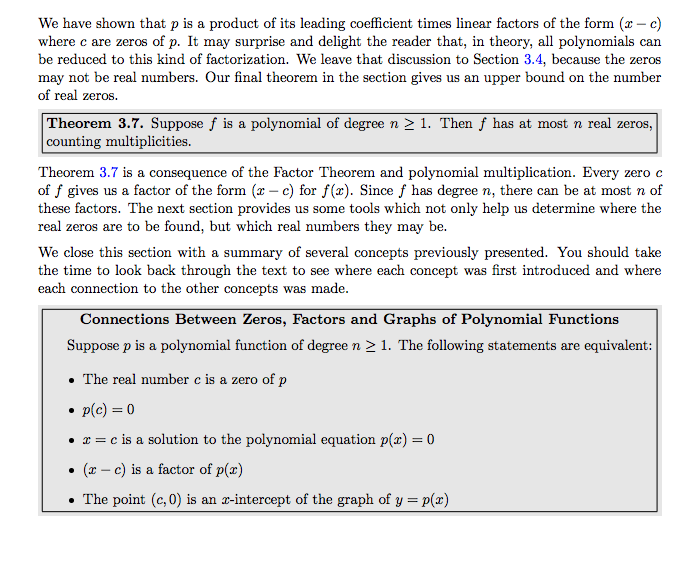 We have shown that p is a product of its leading coefficient times linear factors of the form (x − c)
where c are zeros of p. It may surprise and delight the reader that, in theory, all polynomials can
be reduced to this kind of factorization. We leave that discussion to Section 3.4, because the zeros
may not be real numbers. Our final theorem in the section gives us an upper bound on the number
of real zeros.
Theorem 3.7. Suppose f is a polynomial of degree n ≥ 1. Then f has at most n real zeros,
counting multiplicities.
Theorem 3.7 is a consequence of the Factor Theorem and polynomial multiplication. Every zero c
of f gives us a factor of the form (x − c) for f(x). Since f has degree n, there can be at most n of
these factors. The next section provides us some tools which not only help us determine where the
real zeros are to be found, but which real numbers they may be.
We close this section with a summary of several concepts previously presented. You should take
the time to look back through the text to see where each concept was first introduced and where
each connection to the other concepts was made.
Connections Between Zeros, Factors and Graphs of Polynomial Functions
Suppose p is a polynomial function of degree n ≥ 1. The following statements are equivalent:
• The real number c is a zero of p
• p(c) = 0
• x = c is a solution to the polynomial equation p(x) = 0
• (x − c) is a factor of p(x)
• The point (c, 0) is an x-intercept of the graph of y = p(x)